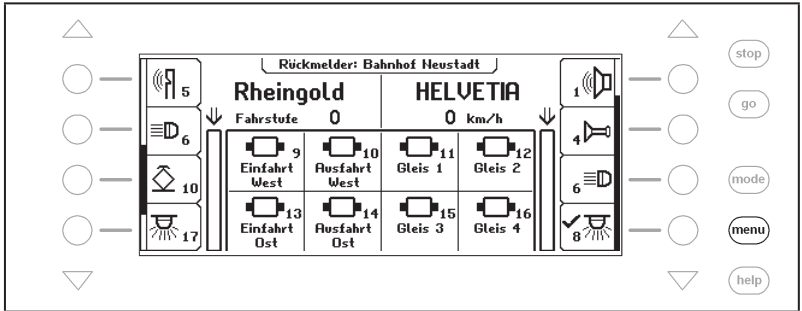 Rückmelder: Bahnhof Neustadt
Rheingold
HELVETIA
Fahrstufe 0
0 km/h
5
6
10
17
9
Einfahrt
West
10
Ausfahrt
West
11
Gleis 1
12
Gleis 2
13
Einfahrt
Ost
14
Ausfahrt
Ost
15
Gleis 3
16
Gleis 4
1
4
6
8
stop
go
mode
menu
help